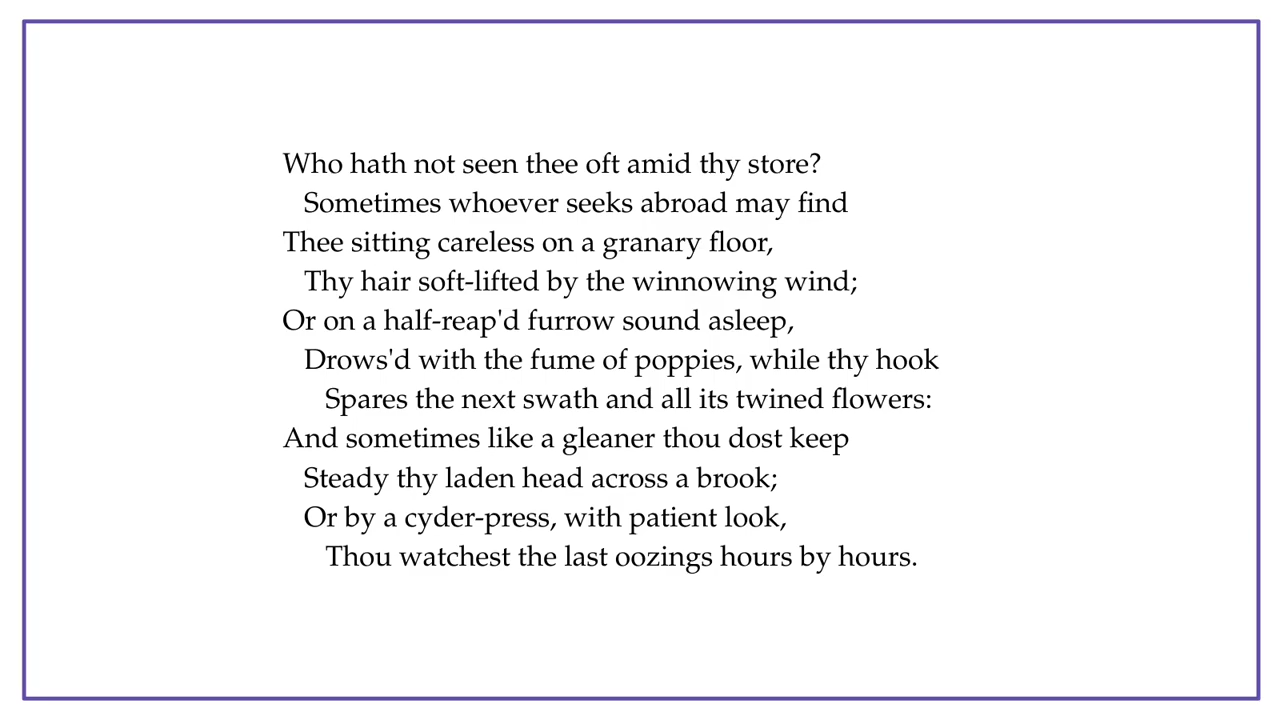 Who hath not seen thee oft amid thy store?
Sometimes whoever seeks abroad may find
Thee sitting careless on a granary floor,
Thy hair soft-lifted by the winnowing wind;
Or on a half-reap'd furrow sound asleep,
Drows'd with the fume of poppies, while thy hook
Spares the next swath and all its twined flowers:
And sometimes like a gleaner thou dost keep
Steady thy laden head across a brook;
Or by a cyder-press, with patient look,
Thou watchest the last oozings hours by hours.